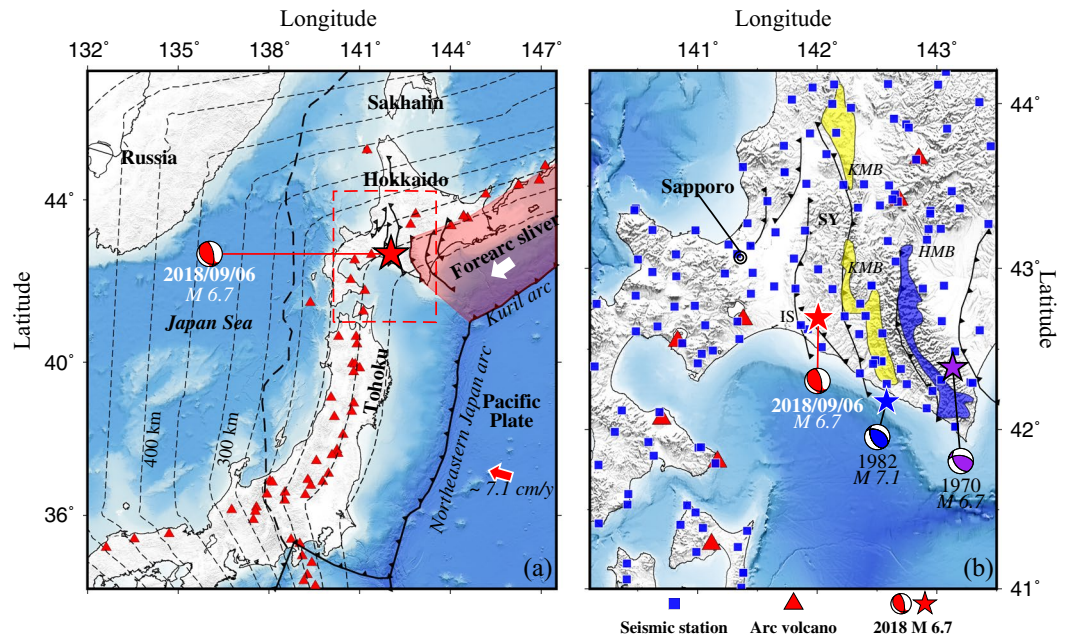 Longitude
Longitude
132°
135°
138°
141°
144°
147°
141°
142°
143°
Latitude
44°
40°
36°
Sakhalin
Russia
Hokkaido
Forearc sliver
Kuril arc
2018/09/06
M 6.7
Japan Sea
Tohoku
Pacific
Plate
Northeastern Japan arc
~ 7.1 cm/y
400 km
300 km
(a)
44°
43°
42°
41°
Latitude
KMB
Sapporo
SY
KMB
HMB
IS
2018/09/06
M 6.7
1982
M 7.1
1970
M 6.7
(b)
Seismic station
Arc volcano
2018 M 6.7